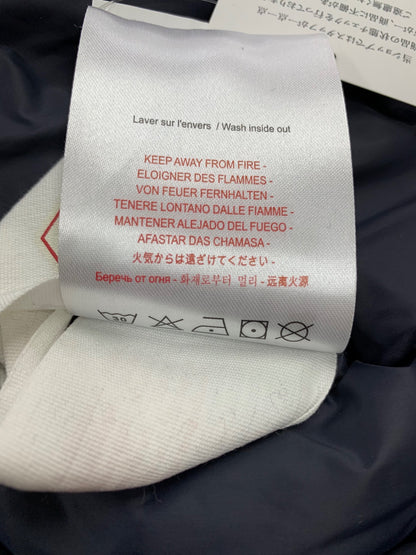 Laver sur l'envers / Wash inside out
KEEP AWAY FROM FIRE -
ELOIGNER DES FLAMMES -
VON FEUER FERNHALTEN -
TENERE LONTANO DALLE FIAMME -
MANTENER ALEJADO DEL FUEGO -
AFASTAR DAS CHAMASA -
火気からは遠ざけてください -
Беречь от огня - 화재로부터 멀리 - 远离火源
30